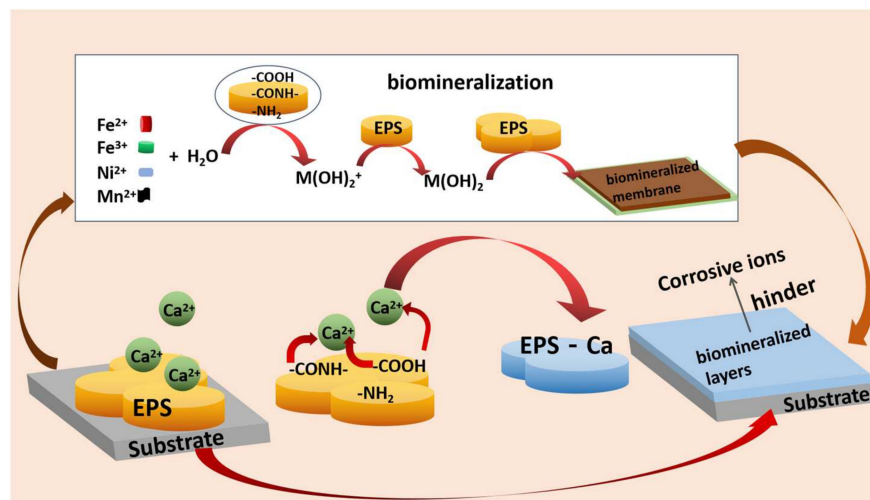 biomineralization
-COOH
-CONH-
-NH₂
Fe²⁺
Fe³⁺
Ni²⁺
Mn²⁺
+ H₂O
M(OH)₂⁺
EPS
M(OH)₂
EPS
biomineralized
membrane
Ca²⁺
Ca²⁺
Ca²⁺
EPS
Substrate
Ca²⁺
Ca²⁺
-CONH-
-COOH
-NH₂
EPS - Ca
Corrosive ions
hinder
biomineralized
layers
Substrate